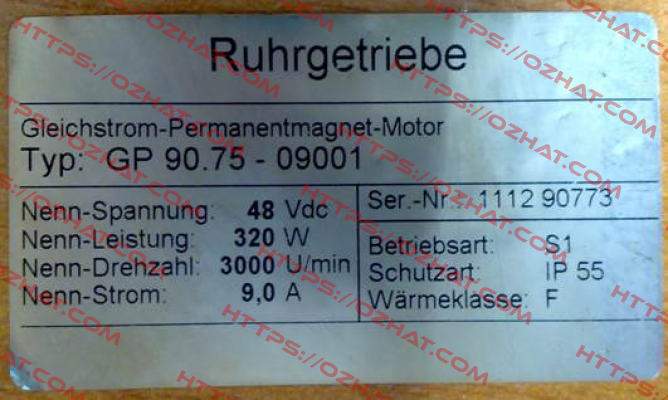 Ruhrgetriebe
Gleichstrom-Permanentmagnet-Motor
Typ: GP 90.75 - 09001
Nenn-Spannung: 48 Vdc
Nenn-Leistung: 320 W
Nenn-Drehzahl: 3000 U/min
Nenn-Strom: 9,0 A
Ser.-Nr.: 1112 90773
Betriebsart: S1
Schutzart: IP 55
Wärmeklasse: F
HTTPS://OZHAT.COM